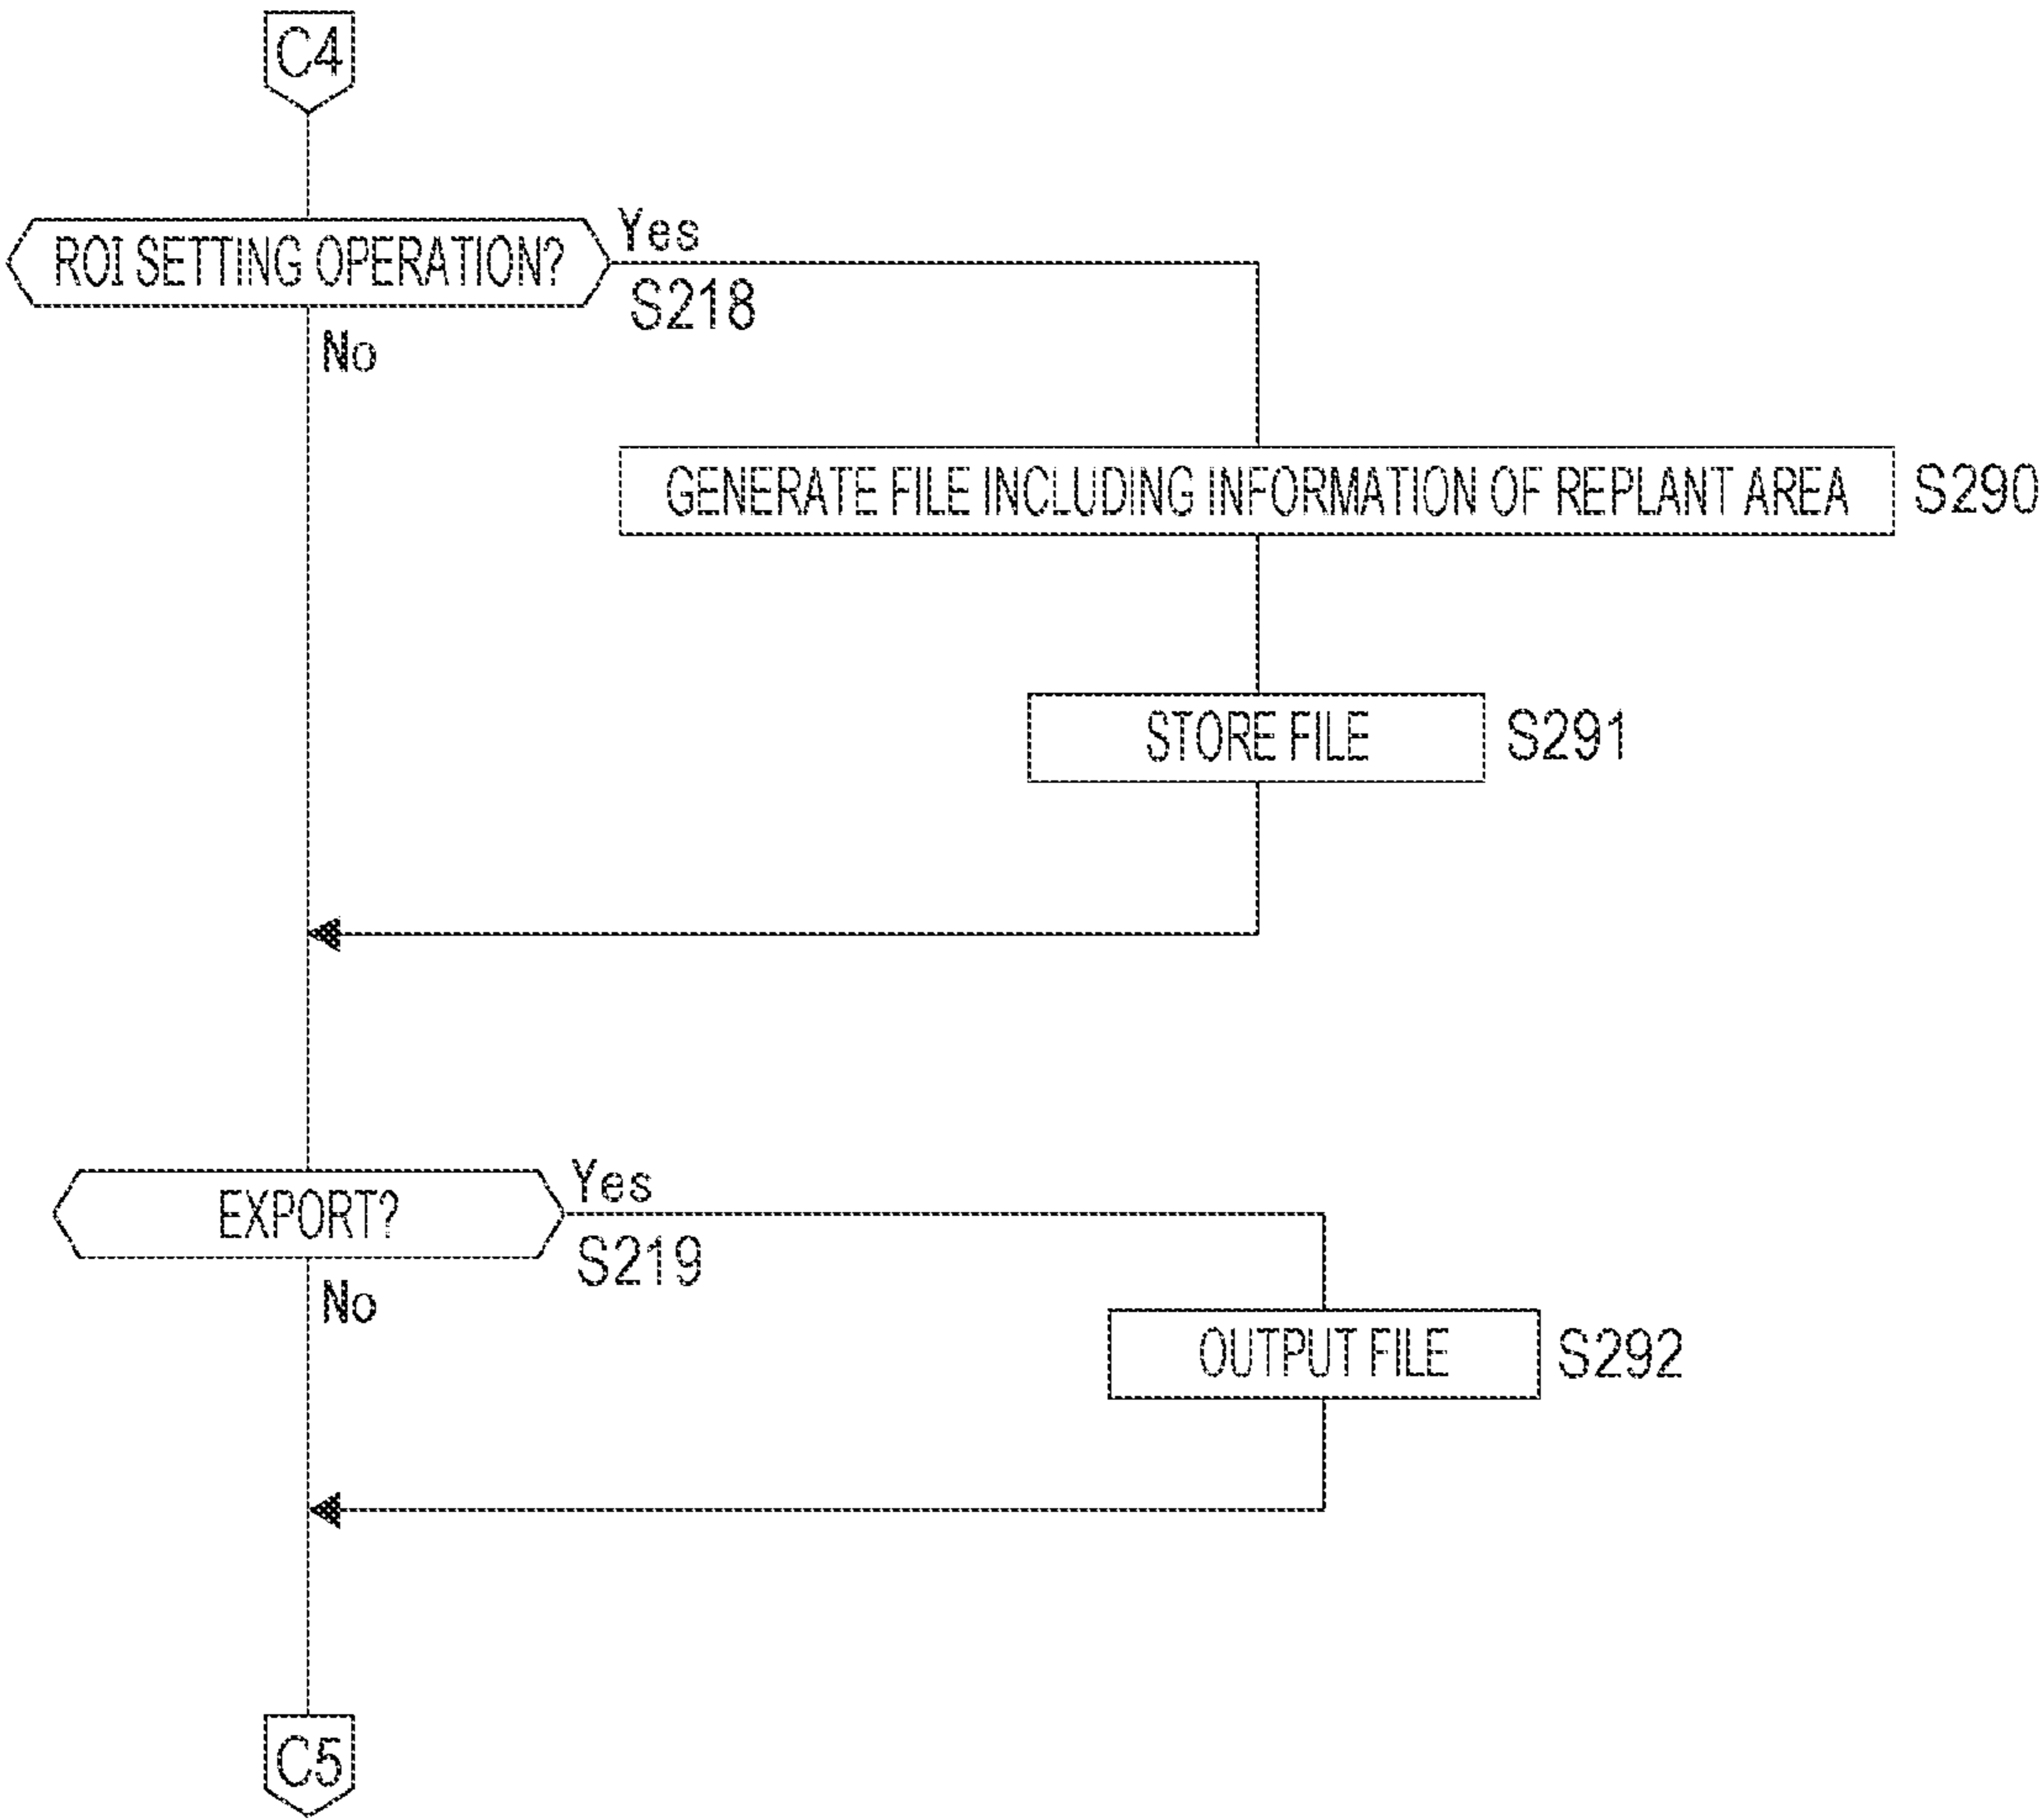 C4
ROI SETTING OPERATION?
Yes
S218
No
GENERATE FILE INCLUDING INFORMATION OF REPLANT AREA
S290
STORE FILE
S291
EXPORT?
Yes
S219
No
OUTPUT FILE
S292
C5